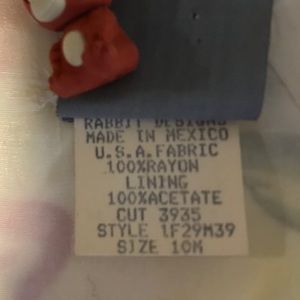 RABBIT DESIGNS
MADE IN MEXICO
U.S.A.FABRIC
100%RAYON
LINING
100%ACETATE
CUT 3935
STYLE 1F29M39
SIZE 10M